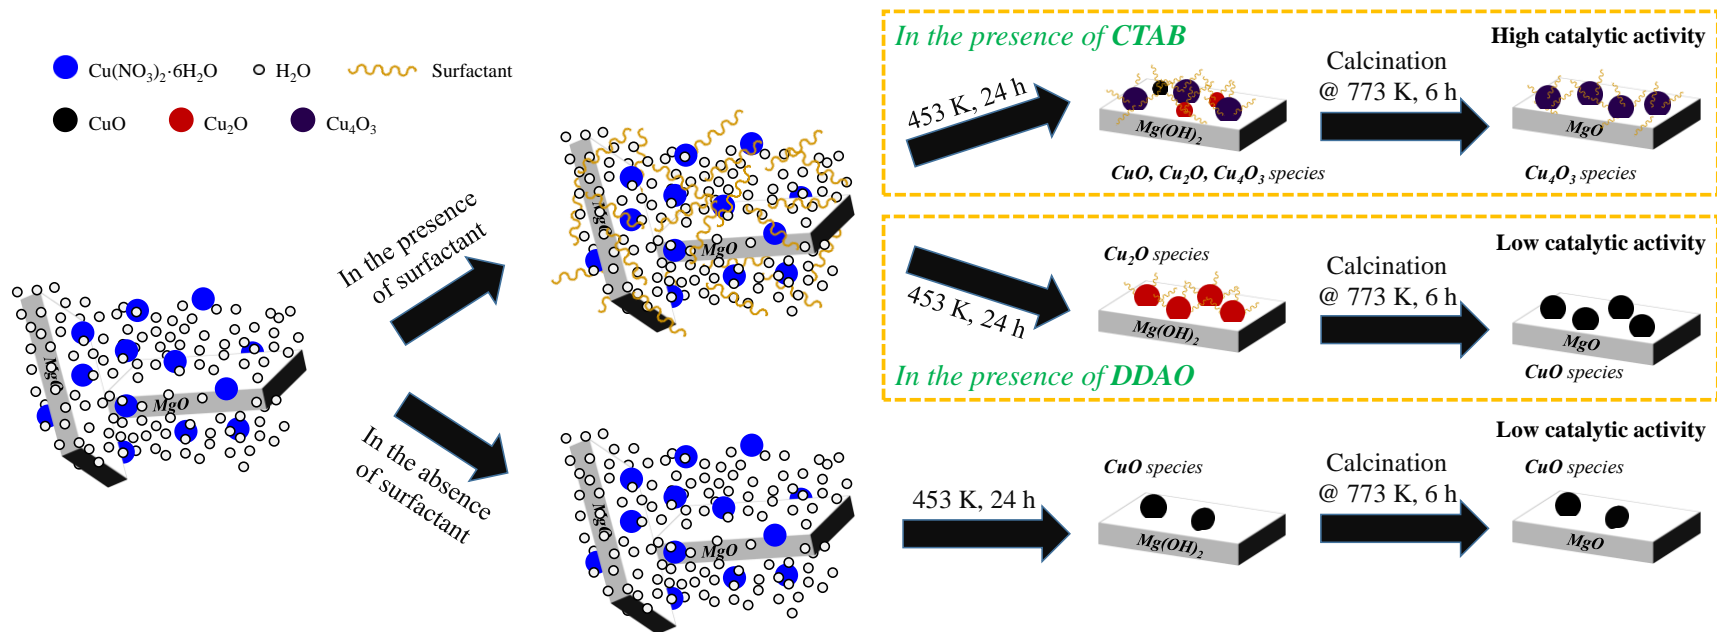 Cu(NO₃)₂·6H₂O
H₂O
Surfactant
CuO
Cu₂O
Cu₄O₃
MgO
MgO
In the presence
of surfactant
In the absence
of surfactant
MgO
MgO
MgO
MgO
In the presence of CTAB
High catalytic activity
453 K, 24 h
Mg(OH)₂
CuO, Cu₂O, Cu₄O₃ species
Calcination
@ 773 K, 6 h
MgO
Cu₄O₃ species
Low catalytic activity
453 K, 24 h
Cu₂O species
Mg(OH)₂
Calcination
@ 773 K, 6 h
MgO
CuO species
In the presence of DDAO
Low catalytic activity
453 K, 24 h
CuO species
Mg(OH)₂
Calcination
@ 773 K, 6 h
CuO species
MgO